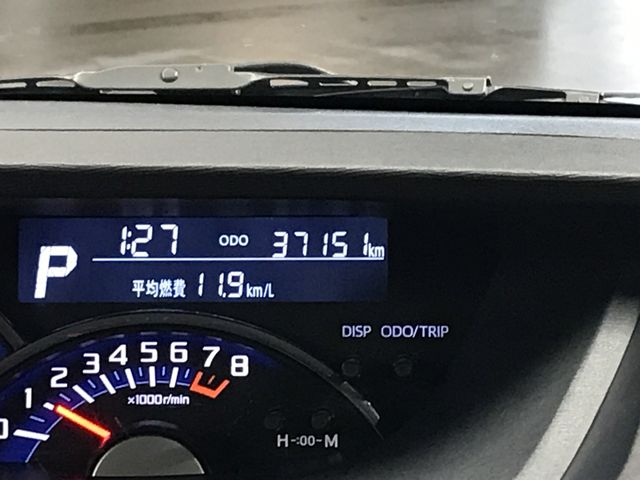 P 1:27 ODO 37151km
平均燃費 11.9km/L
DISP ODO/TRIP
0 1 2 3 4 5 6 7 8
×1000r/min
H-:00-M